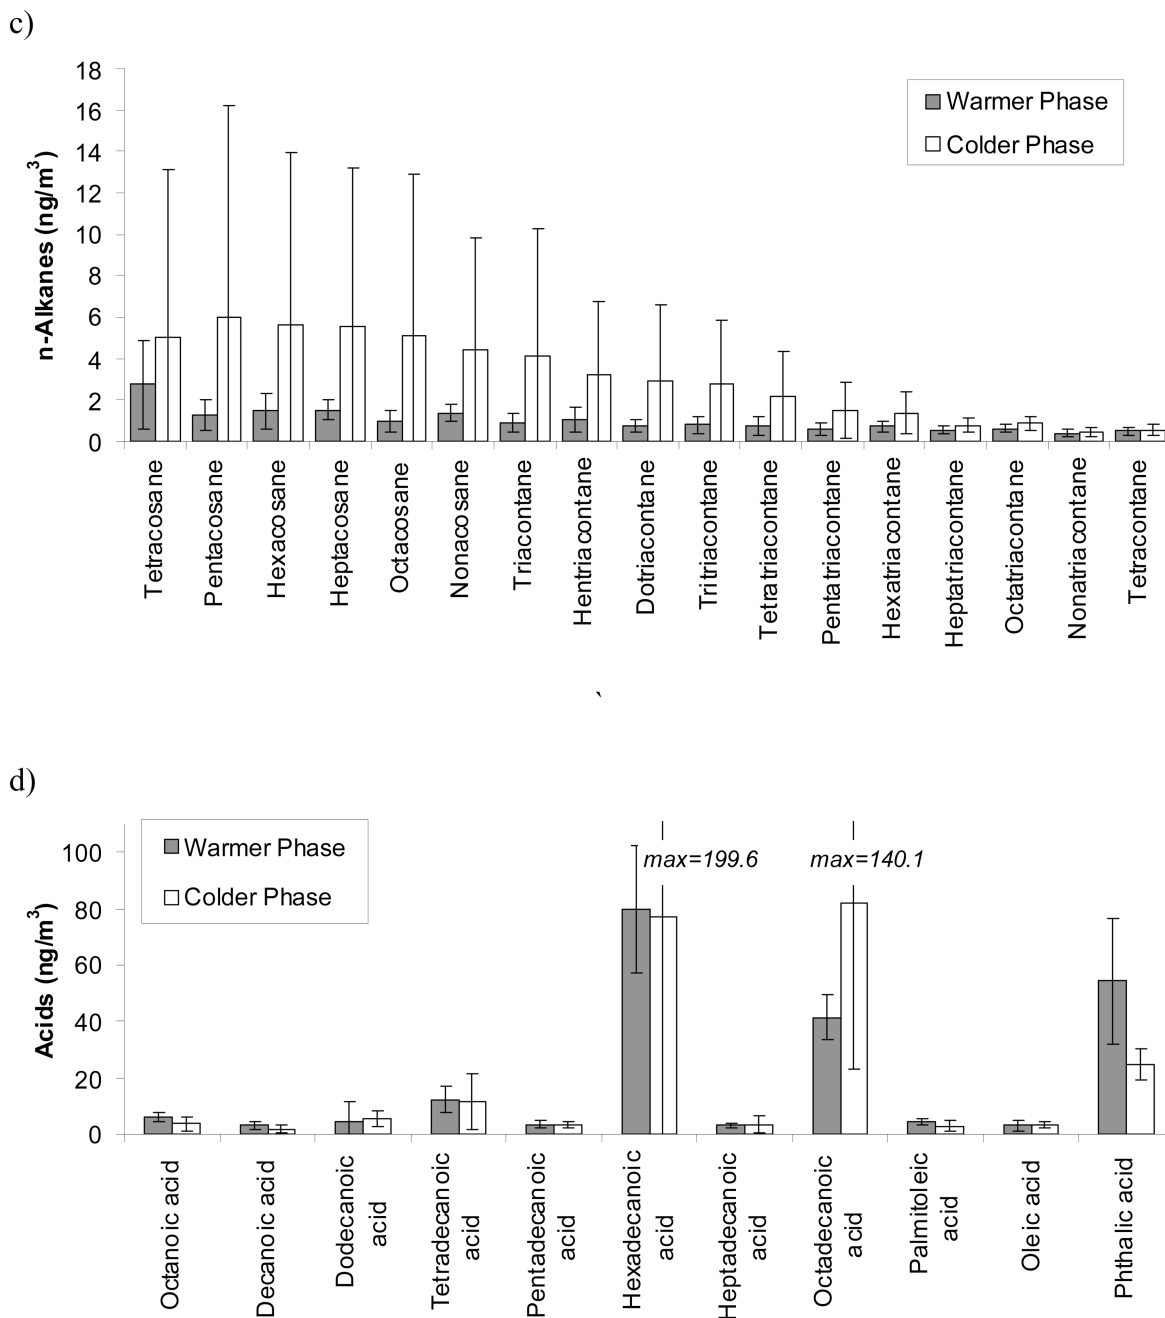 c)
18
16
14
12
10
8
6
4
2
0
n-Alkanes (ng/m³)
Warmer Phase
Colder Phase
Tetracosane
Pentacosane
Hexacosane
Heptacosane
Octacosane
Nonacosane
Triacontane
Hentriacontane
Dotriacontane
Tritriacontane
Tetratriacontane
Pentatriacontane
Hexatriacontane
Heptatriacontane
Octatriacontane
Nonatriacontane
Tetracontane
`
d)
100
80
60
40
20
0
Acids (ng/m³)
Warmer Phase
Colder Phase
max=199.6
max=140.1
Octanoic acid
Decanoic acid
Dodecanoic
acid
Tetradecanoic
acid
Pentadecanoic
acid
Hexadecanoic
acid
Heptadecanoic
acid
Octadecanoic
acid
Palmitoleic
acid
Oleic acid
Phthalic acid